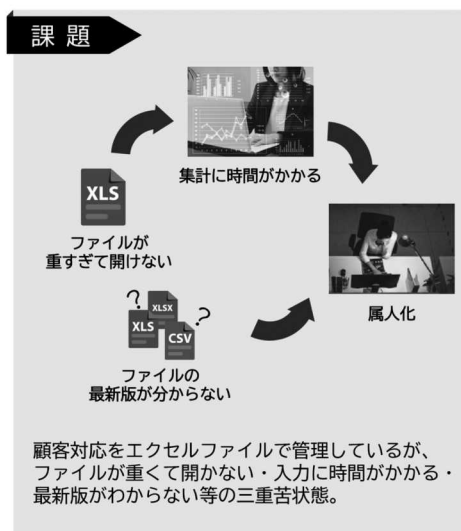 課題
集計に時間がかかる
XLS
ファイルが
重すぎて開けない
属人化
?
XLSX
?
XLS
CSV
ファイルの
最新版が分からない
顧客対応をエクセルファイルで管理しているが、
ファイルが重くて開かない・入力に時間がかかる・
最新版がわからない等の三重苦状態。